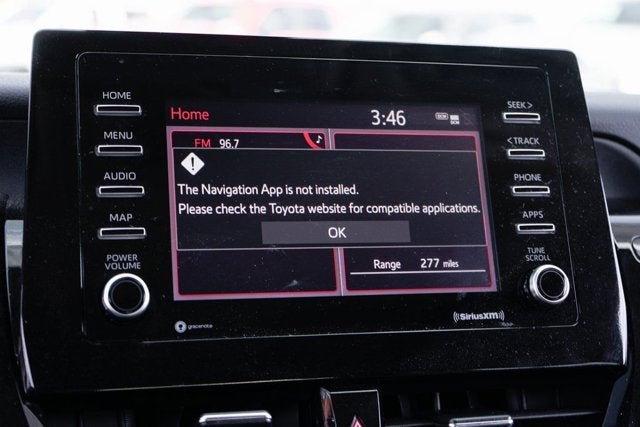 HOME
MENU
AUDIO
MAP
POWER
VOLUME
Home
3:46
DCM
DCM
FM 96.7
The Navigation App is not installed.
Please check the Toyota website for compatible applications.
OK
Range 277 miles
SEEK >
< TRACK
PHONE
APPS
TUNE
SCROLL
gracenote
((SiriusXM))